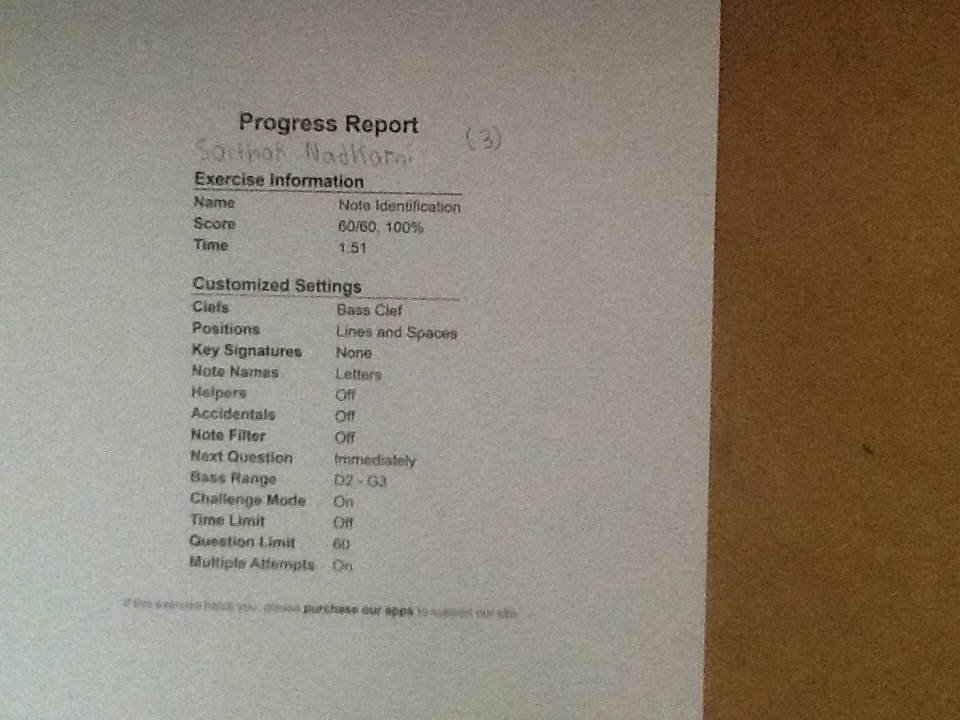 Progress Report
(3)
Sarthak Nadkarni
Exercise Information
Name Note Identification
Score 60/60, 100%
Time 1:51
Customized Settings
Clefs Bass Clef
Positions Lines and Spaces
Key Signatures None
Note Names Letters
Helpers Off
Accidentals Off
Note Filter Off
Next Question Immediately
Bass Range D2 - G3
Challenge Mode On
Time Limit Off
Question Limit 60
Multiple Attempts On
If this exercise helps you, please purchase our apps to support our site.